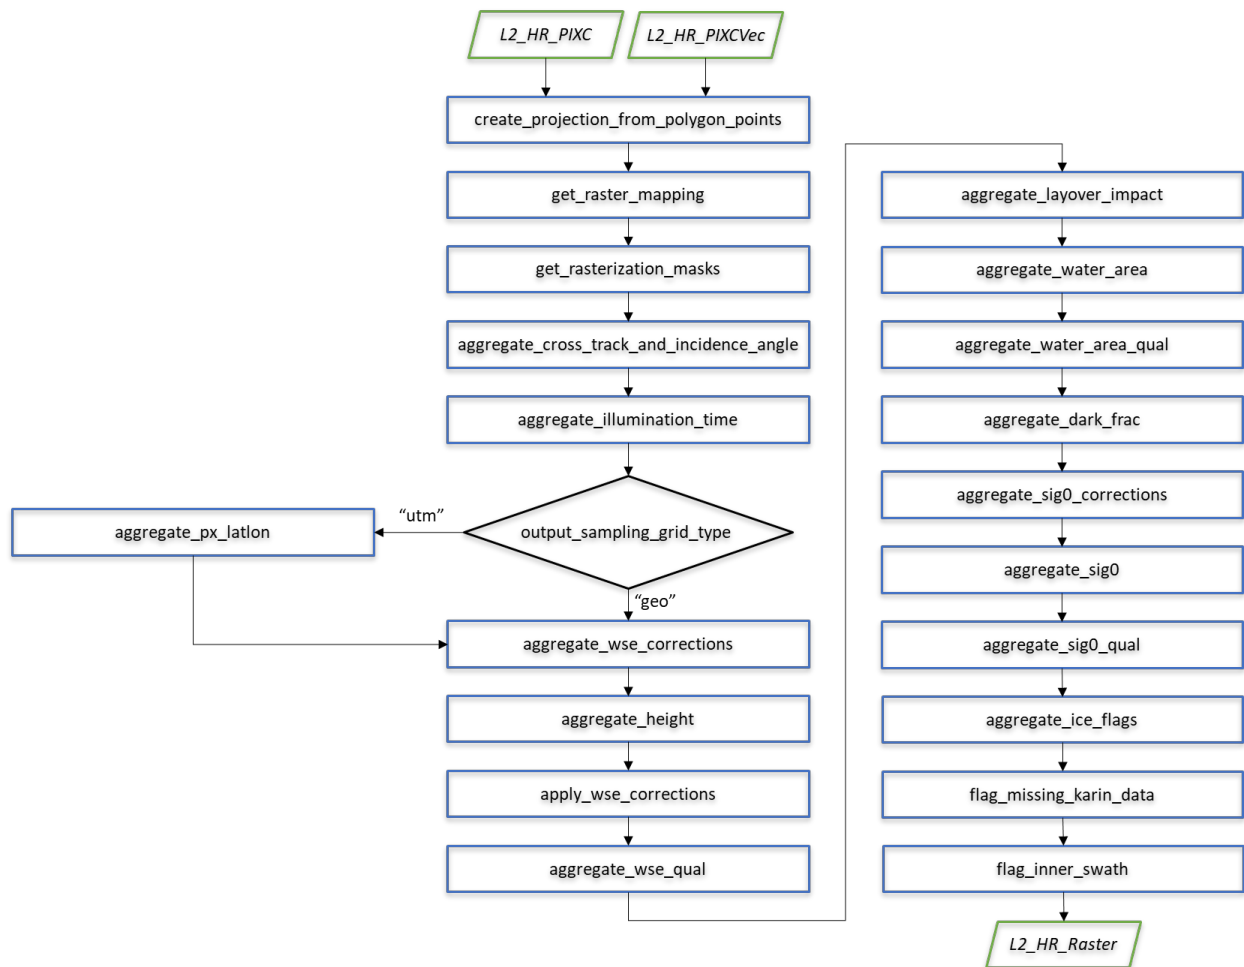 L2_HR_PIXC
L2_HR_PIXCVec
create_projection_from_polygon_points
get_raster_mapping
get_rasterization_masks
aggregate_cross_track_and_incidence_angle
aggregate_illumination_time
output_sampling_grid_type
“utm”
aggregate_px_latlon
“geo”
aggregate_wse_corrections
aggregate_height
apply_wse_corrections
aggregate_wse_qual
aggregate_layover_impact
aggregate_water_area
aggregate_water_area_qual
aggregate_dark_frac
aggregate_sig0_corrections
aggregate_sig0
aggregate_sig0_qual
aggregate_ice_flags
flag_missing_karin_data
flag_inner_swath
L2_HR_Raster